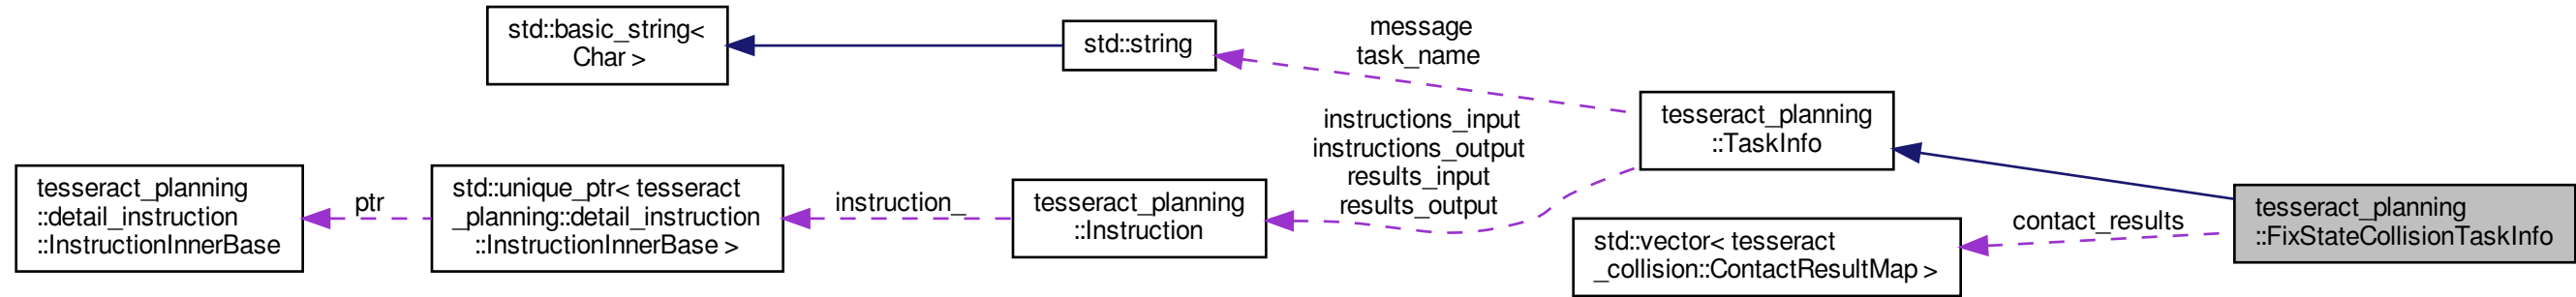 std::basic_string<
Char >
std::string
message
task_name
tesseract_planning
::TaskInfo
instructions_input
instructions_output
results_input
results_output
tesseract_planning
::detail_instruction
::InstructionInnerBase
ptr
std::unique_ptr< tesseract
_planning::detail_instruction
::InstructionInnerBase >
instruction_
tesseract_planning
::Instruction
std::vector< tesseract
_collision::ContactResultMap >
contact_results
tesseract_planning
::FixStateCollisionTaskInfo